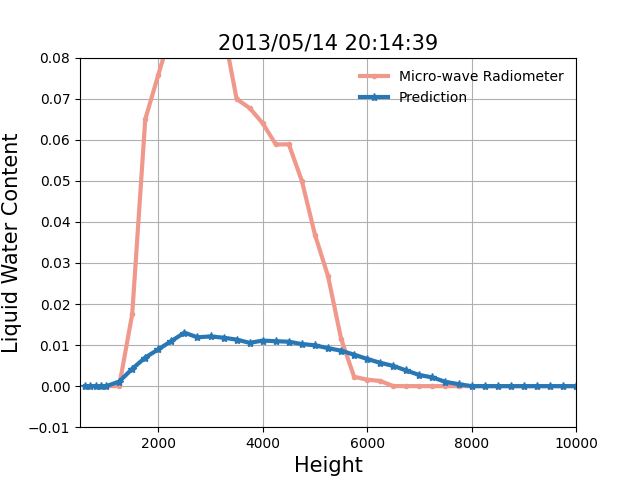 2013/05/14 20:14:39
Micro-wave Radiometer
Prediction
Liquid Water Content
0.08
0.07
0.06
0.05
0.04
0.03
0.02
0.01
0.00
−0.01
2000 4000 6000 8000 10000
Height